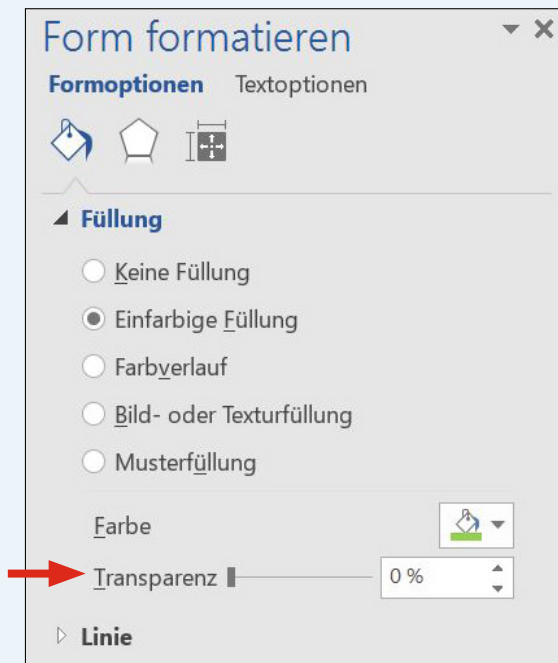 Form formatieren
Formoptionen Textoptionen
Füllung
Keine Füllung
Einfarbige Füllung
Farbverlauf
Bild- oder Texturfüllung
Musterfüllung
Farbe
Transparenz 0 %
Linie